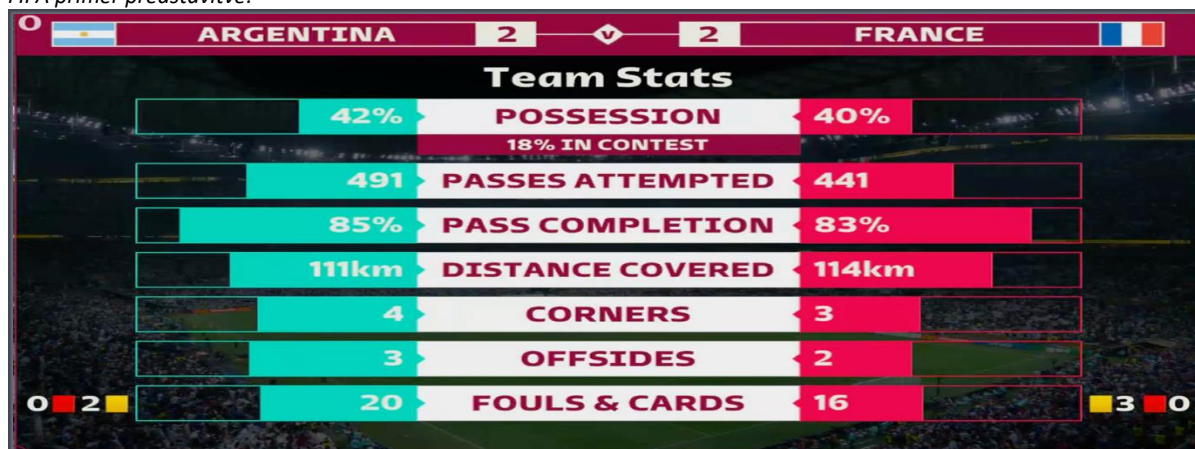 FIFA primer predstavitve:
O ARGENTINA 2 V 2 FRANCE
Team Stats
42% POSSESSION 40%
18% IN CONTEST
491 PASSES ATTEMPTED 441
85% PASS COMPLETION 83%
111km DISTANCE COVERED 114km
4 CORNERS 3
3 OFFSIDES 2
0 2 20 FOULS & CARDS 16 3 0